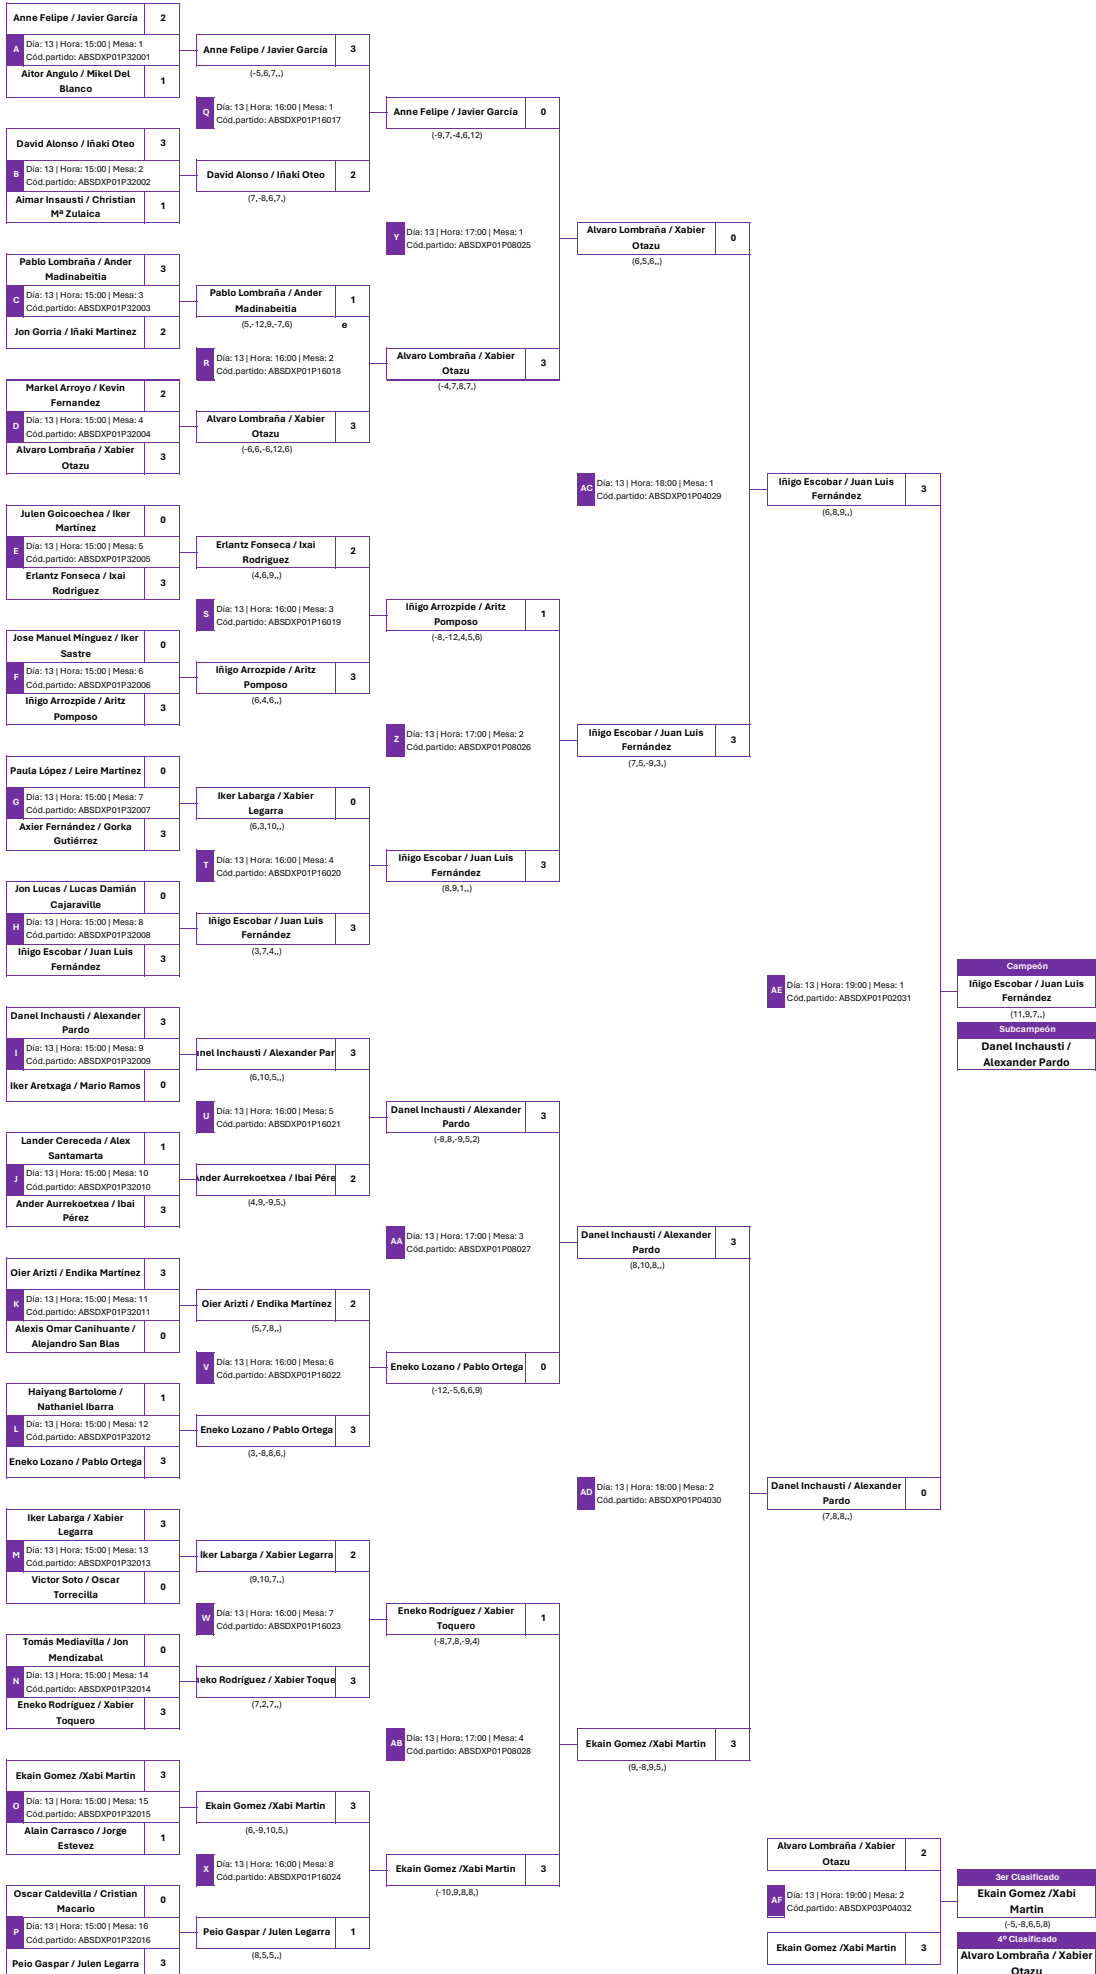 Anne Felipe / Javier García 2
A Día: 13 | Hora: 15:00 | Mesa: 1
Cód.partido: ABSDXP01P32001
Aitor Angulo / Mikel Del
Blanco 1
David Alonso / Iñaki Oteo 3
B Día: 13 | Hora: 15:00 | Mesa: 2
Cód.partido: ABSDXP01P32002
Aimar Insausti / Christian
Mª Zulaica 1
Pablo Lombraña / Ander
Madinabeitia 3
C Día: 13 | Hora: 15:00 | Mesa: 3
Cód.partido: ABSDXP01P32003
Jon Gorria / Iñaki Martinez 2
Markel Arroyo / Kevin
Fernandez 2
D Día: 13 | Hora: 15:00 | Mesa: 4
Cód.partido: ABSDXP01P32004
Alvaro Lombraña / Xabier
Otazu 3
Julen Goicoechea / Iker
Martínez 0
E Día: 13 | Hora: 15:00 | Mesa: 5
Cód.partido: ABSDXP01P32005
Erlantz Fonseca / Ixai
Rodriguez 3
Jose Manuel Mínguez / Iker
Sastre 0
F Día: 13 | Hora: 15:00 | Mesa: 6
Cód.partido: ABSDXP01P32006
Iñigo Arrozpide / Aritz
Pomposo 3
Paula López / Leire Martínez 0
G Día: 13 | Hora: 15:00 | Mesa: 7
Cód.partido: ABSDXP01P32007
Axier Fernández / Gorka
Gutiérrez 3
Jon Lucas / Lucas Damián
Cajaraville 0
H Día: 13 | Hora: 15:00 | Mesa: 8
Cód.partido: ABSDXP01P32008
Iñigo Escobar / Juan Luis
Fernández 3
Danel Inchausti / Alexander
Pardo 3
I Día: 13 | Hora: 15:00 | Mesa: 9
Cód.partido: ABSDXP01P32009
Iker Aretxaga / Mario Ramos 0
Lander Cereceda / Alex
Santamarta 1
J Día: 13 | Hora: 15:00 | Mesa: 10
Cód.partido: ABSDXP01P32010
Ander Aurrekoetxea / Ibai
Pérez 3
Oier Arizti / Endika Martínez 3
K Día: 13 | Hora: 15:00 | Mesa: 11
Cód.partido: ABSDXP01P32011
Alexis Omar Canihuante /
Alejandro San Blas 0
Haiyang Bartolome /
Nathaniel Ibarra 1
L Día: 13 | Hora: 15:00 | Mesa: 12
Cód.partido: ABSDXP01P32012
Eneko Lozano / Pablo Ortega 3
Iker Labarga / Xabier
Legarra 3
M Día: 13 | Hora: 15:00 | Mesa: 13
Cód.partido: ABSDXP01P32013
Victor Soto / Oscar
Torrecilla 0
Tomás Mediavilla / Jon
Mendizabal 0
N Día: 13 | Hora: 15:00 | Mesa: 14
Cód.partido: ABSDXP01P32014
Eneko Rodríguez / Xabier
Toquero 3
Ekain Gomez /Xabi Martin 3
O Día: 13 | Hora: 15:00 | Mesa: 15
Cód.partido: ABSDXP01P32015
Alain Carrasco / Jorge
Estevez 1
Oscar Caldevilla / Cristian
Macario 0
P Día: 13 | Hora: 15:00 | Mesa: 16
Cód.partido: ABSDXP01P32016
Peio Gaspar / Julen Legarra 3
Anne Felipe / Javier García 3
(-5,6,7,,)
Q Día: 13 | Hora: 16:00 | Mesa: 1
Cód.partido: ABSDXP01P16017
David Alonso / Iñaki Oteo 2
(7,-8,6,7,)
Pablo Lombraña / Ander
Madinabeitia 1
(5,-12,9,-7,6) e
R Día: 13 | Hora: 16:00 | Mesa: 2
Cód.partido: ABSDXP01P16018
Alvaro Lombraña / Xabier
Otazu 3
(-6,6,-6,12,6)
Erlantz Fonseca / Ixai
Rodriguez 2
(4,6,9,,)
S Día: 13 | Hora: 16:00 | Mesa: 3
Cód.partido: ABSDXP01P16019
Iñigo Arrozpide / Aritz
Pomposo 3
(6,4,6,,)
Iker Labarga / Xabier
Legarra 0
(6,3,10,,)
T Día: 13 | Hora: 16:00 | Mesa: 4
Cód.partido: ABSDXP01P16020
Iñigo Escobar / Juan Luis
Fernández 3
(3,7,4,,)
nel Inchausti / Alexander Par 3
(6,10,5,,)
U Día: 13 | Hora: 16:00 | Mesa: 5
Cód.partido: ABSDXP01P16021
Ander Aurrekoetxea / Ibai Pére 2
(4,9,-9,5,)
Oier Arizti / Endika Martínez 2
(5,7,8,,)
V Día: 13 | Hora: 16:00 | Mesa: 6
Cód.partido: ABSDXP01P16022
Eneko Lozano / Pablo Ortega 3
(3,-8,8,6,)
Iker Labarga / Xabier Legarra 2
(9,10,7,,)
W Día: 13 | Hora: 16:00 | Mesa: 7
Cód.partido: ABSDXP01P16023
neko Rodríguez / Xabier Toque 3
(7,2,7,,)
Ekain Gomez /Xabi Martin 3
(6,-9,10,5,)
X Día: 13 | Hora: 16:00 | Mesa: 8
Cód.partido: ABSDXP01P16024
Peio Gaspar / Julen Legarra 1
(8,5,5,,)
Anne Felipe / Javier García 0
(-9,7,-4,6,12)
Y Día: 13 | Hora: 17:00 | Mesa: 1
Cód.partido: ABSDXP01P08025
Alvaro Lombraña / Xabier
Otazu 3
(-4,7,8,7,)
Iñigo Arrozpide / Aritz
Pomposo 1
(-8,-12,4,5,6)
Z Día: 13 | Hora: 17:00 | Mesa: 2
Cód.partido: ABSDXP01P08026
Iñigo Escobar / Juan Luis
Fernández 3
(8,9,1,,)
Danel Inchausti / Alexander
Pardo 3
(-8,8,-9,5,2)
AA Día: 13 | Hora: 17:00 | Mesa: 3
Cód.partido: ABSDXP01P08027
Eneko Lozano / Pablo Ortega 0
(-12,-5,6,6,9)
Eneko Rodríguez / Xabier
Toquero 1
(-8,7,8,-9,4)
AB Día: 13 | Hora: 17:00 | Mesa: 4
Cód.partido: ABSDXP01P08028
Ekain Gomez /Xabi Martin 3
(-10,9,8,8,)
Alvaro Lombraña / Xabier
Otazu 0
(6,5,6,,)
AC Día: 13 | Hora: 18:00 | Mesa: 1
Cód.partido: ABSDXP01P04029
Iñigo Escobar / Juan Luis
Fernández 3
(7,5,-9,3,)
Danel Inchausti / Alexander
Pardo 3
(8,10,8,,)
AD Día: 13 | Hora: 18:00 | Mesa: 2
Cód.partido: ABSDXP01P04030
Ekain Gomez /Xabi Martin 3
(9,-8,9,5,)
Iñigo Escobar / Juan Luis
Fernández 3
(6,8,9,,)
AE Día: 13 | Hora: 19:00 | Mesa: 1
Cód.partido: ABSDXP01P02031
Danel Inchausti / Alexander
Pardo 0
(7,8,8,,)
Campeón
Iñigo Escobar / Juan Luis
Fernández
(11,9,7,,)
Subcampeón
Danel Inchausti /
Alexander Pardo
Alvaro Lombraña / Xabier
Otazu 2
AF Día: 13 | Hora: 19:00 | Mesa: 2
Cód.partido: ABSDXP03P04032
Ekain Gomez /Xabi Martin 3
3er Clasificado
Ekain Gomez /Xabi
Martin
(-5,-8,6,5,8)
4º Clasificado
Alvaro Lombraña / Xabier
Otazu